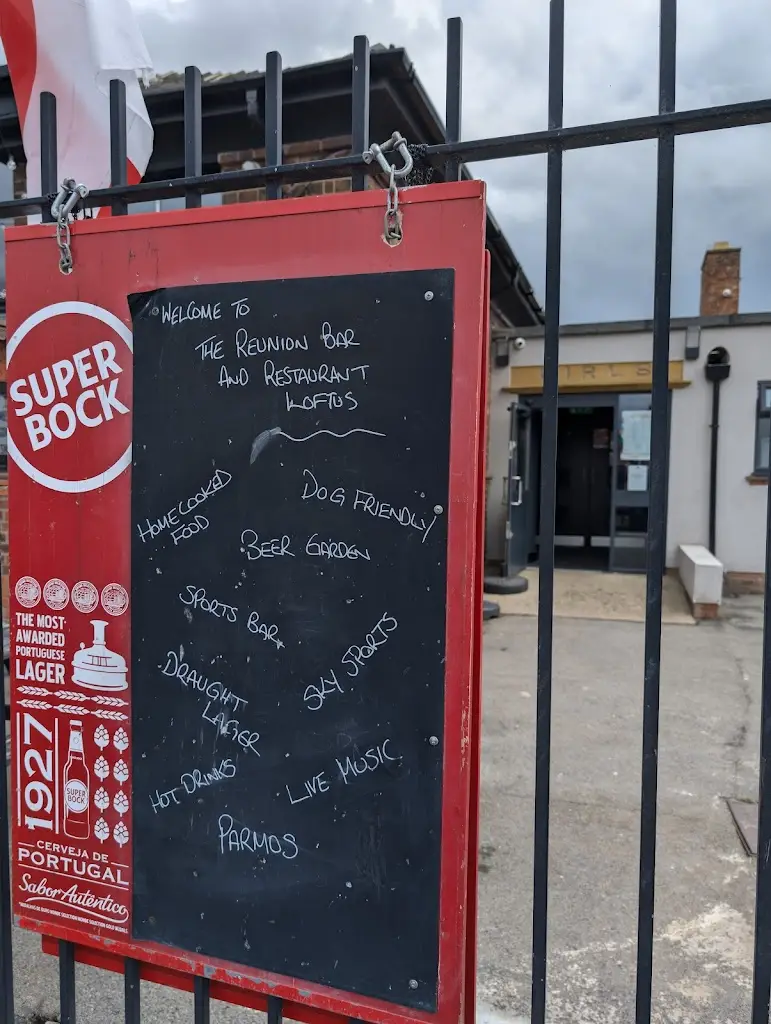 WELCOME TO
THE REUNION BAR
AND RESTAURANT
LOFTUS
HOMECOOKED
FOOD
DOG FRIENDLY
BEER GARDEN
SPORTS BAR
SKY SPORTS
DRAUGHT
LAGER
HOT DRINKS
LIVE MUSIC
PARMOS
SUPER
BOCK
THE MOST
AWARDED
PORTUGUESE
LAGER
1927
SUPER
BOCK
CERVEJA DE
PORTUGAL
Sabor Autêntico
GIRLS